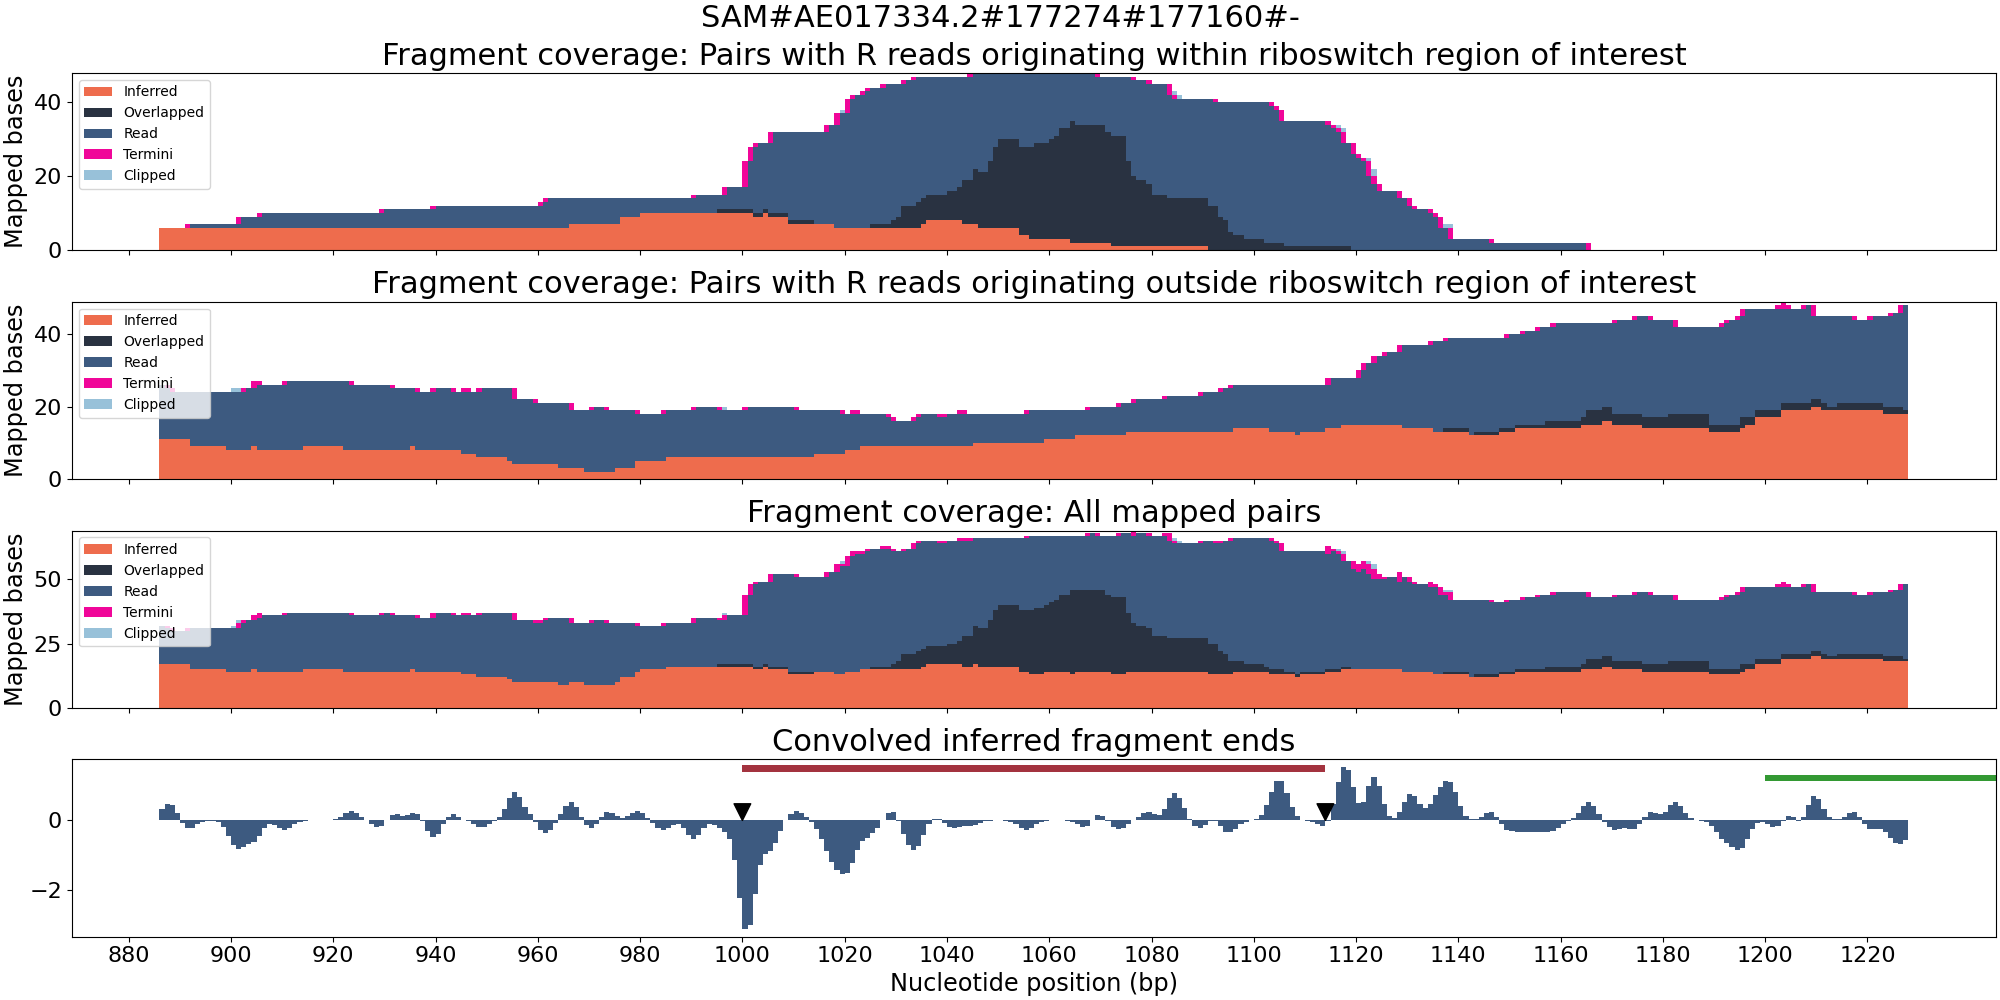 SAM#AE017334.2#177274#177160#-
Fragment coverage: Pairs with R reads originating within riboswitch region of interest
Mapped bases
40
20
0
Inferred
Overlapped
Read
Termini
Clipped
Fragment coverage: Pairs with R reads originating outside riboswitch region of interest
Mapped bases
40
20
0
Inferred
Overlapped
Read
Termini
Clipped
Fragment coverage: All mapped pairs
Mapped bases
50
25
0
Inferred
Overlapped
Read
Termini
Clipped
Convolved inferred fragment ends
0
−2
880 900 920 940 960 980 1000 1020 1040 1060 1080 1100 1120 1140 1160 1180 1200 1220
Nucleotide position (bp)